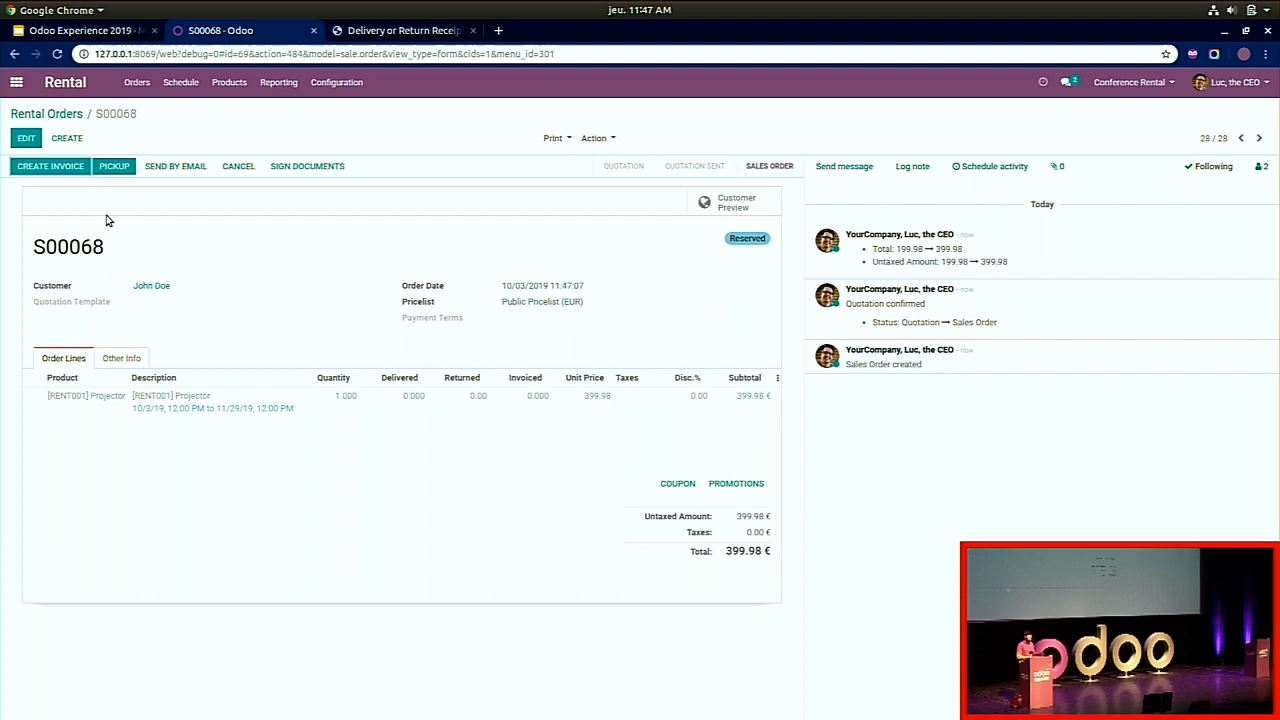 Google Chrome
jeu. 11:47 AM
Odoo Experience 2019 - M
S00068 - Odoo
Delivery or Return Receip
127.0.0.1:8069/web?debug=0#id=69&action=484&model=sale.order&view_type=form&cids=1&menu_id=301
Rental
Orders
Schedule
Products
Reporting
Configuration
2
Conference Rental
Luc, the CEO
Rental Orders / S00068
EDIT
CREATE
Print
Action
28 / 28
CREATE INVOICE
PICKUP
SEND BY EMAIL
CANCEL
SIGN DOCUMENTS
QUOTATION
QUOTATION SENT
SALES ORDER
Send message
Log note
Schedule activity
0
Following
2
Customer
Preview
Today
S00068
Reserved
Customer
John Doe
Quotation Template
Order Date
10/03/2019 11:47:07
Pricelist
Public Pricelist (EUR)
Payment Terms
YourCompany, Luc, the CEO - now
Total: 199.98 → 399.98
Untaxed Amount: 199.98 → 399.98
YourCompany, Luc, the CEO - now
Quotation confirmed
Status: Quotation → Sales Order
YourCompany, Luc, the CEO - now
Sales Order created
Order Lines
Other Info
Product Description Quantity Delivered Returned Invoiced Unit Price Taxes Disc.% Subtotal
[RENT001] Projector [RENT001] Projector 1.000 0.000 0.00 0.000 399.98 0.00 399.98 €
10/3/19, 12:00 PM to 11/29/19, 12:00 PM
COUPON
PROMOTIONS
Untaxed Amount: 399.98 €
Taxes: 0.00 €
Total: 399.98 €
odoo
odoo